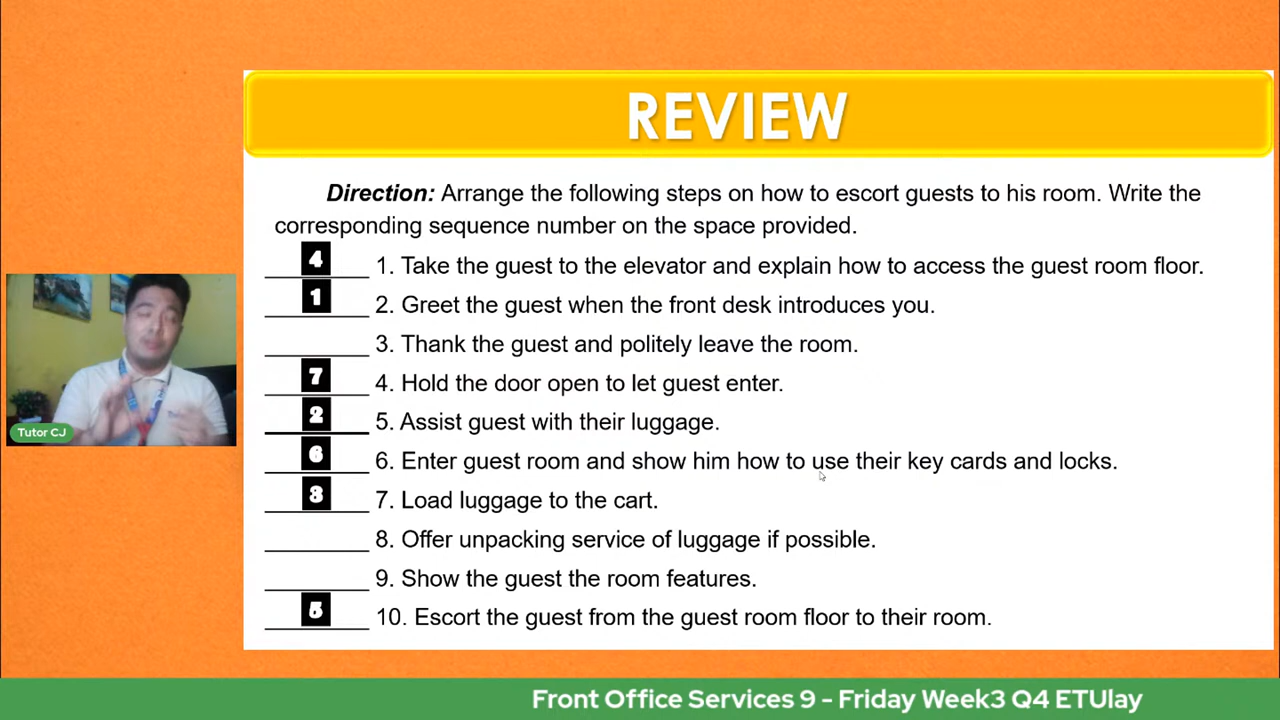 REVIEW
Direction: Arrange the following steps on how to escort guests to his room. Write the
corresponding sequence number on the space provided.
4 1. Take the guest to the elevator and explain how to access the guest room floor.
1 2. Greet the guest when the front desk introduces you.
3. Thank the guest and politely leave the room.
7 4. Hold the door open to let guest enter.
2 5. Assist guest with their luggage.
6 6. Enter guest room and show him how to use their key cards and locks.
3 7. Load luggage to the cart.
8. Offer unpacking service of luggage if possible.
9. Show the guest the room features.
5 10. Escort the guest from the guest room floor to their room.
Tutor CJ
Front Office Services 9 - Friday Week3 Q4 ETUlay